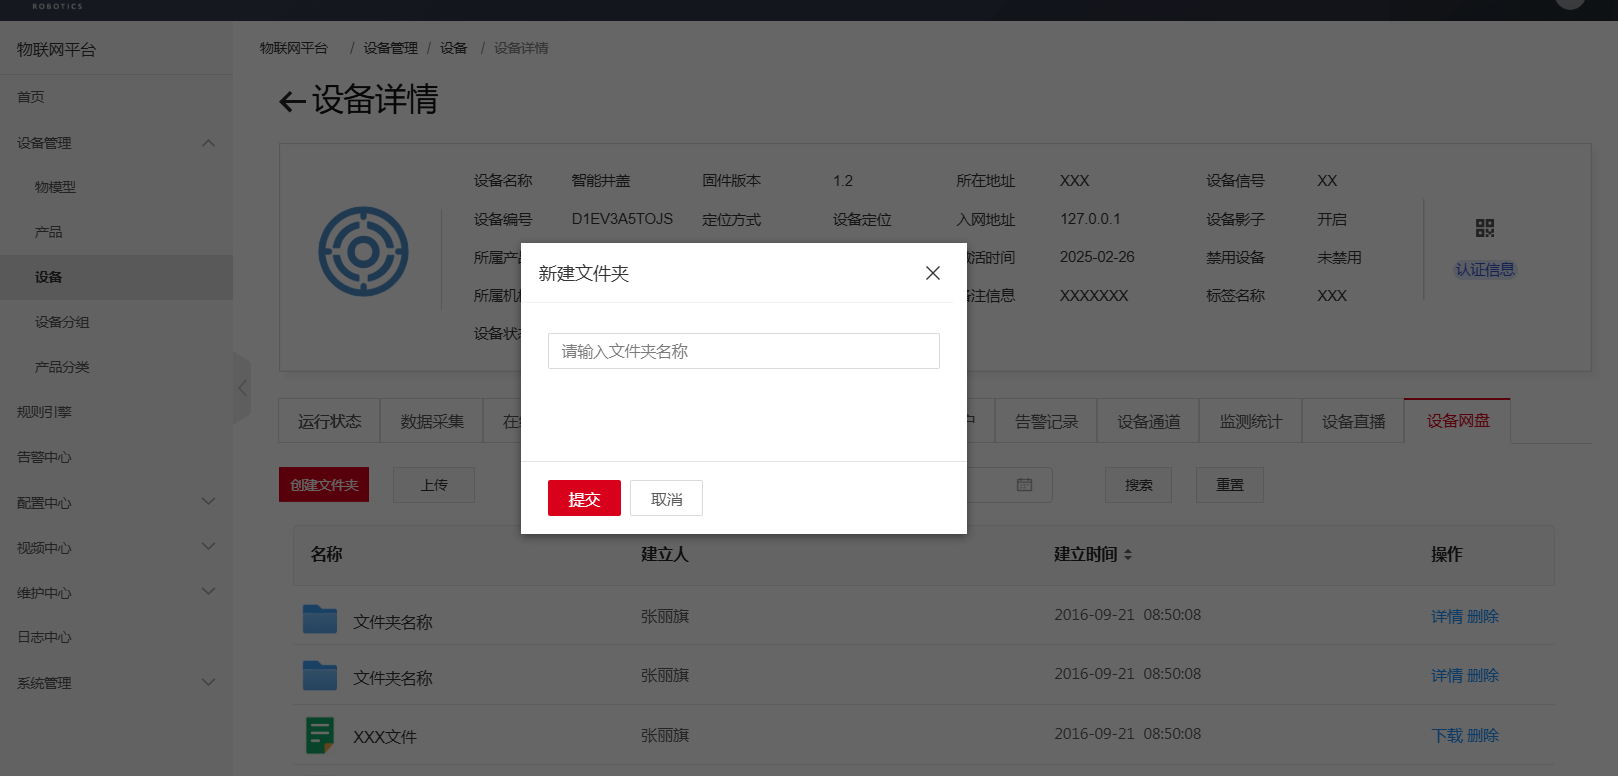 ROBOTICS
物联网平台
首页
设备管理
物模型
产品
设备
设备分组
产品分类
规则引擎
告警中心
配置中心
视频中心
维护中心
日志中心
系统管理
物联网平台 / 设备管理 / 设备 / 设备详情
设备详情
设备名称 智能井盖 固件版本 1.2 所在地址 XXX 设备信号 XX
设备编号 D1EV3A5TOJS 定位方式 设备定位 入网地址 127.0.0.1 设备影子 开启
所属产 活时间 2025-02-26 禁用设备 未禁用
所属机 注信息 XXXXXXX 标签名称 XXX
设备状
认证信息
新建文件夹
请输入文件夹名称
提交 取消
运行状态 数据采集 在 户 告警记录 设备通道 监测统计 设备直播 设备网盘
创建文件夹 上传 搜索 重置
名称 建立人 建立时间 操作
文件夹名称 张丽旗 2016-09-21 08:50:08 详情 删除
文件夹名称 张丽旗 2016-09-21 08:50:08 详情 删除
XXX文件 张丽旗 2016-09-21 08:50:08 下载 删除